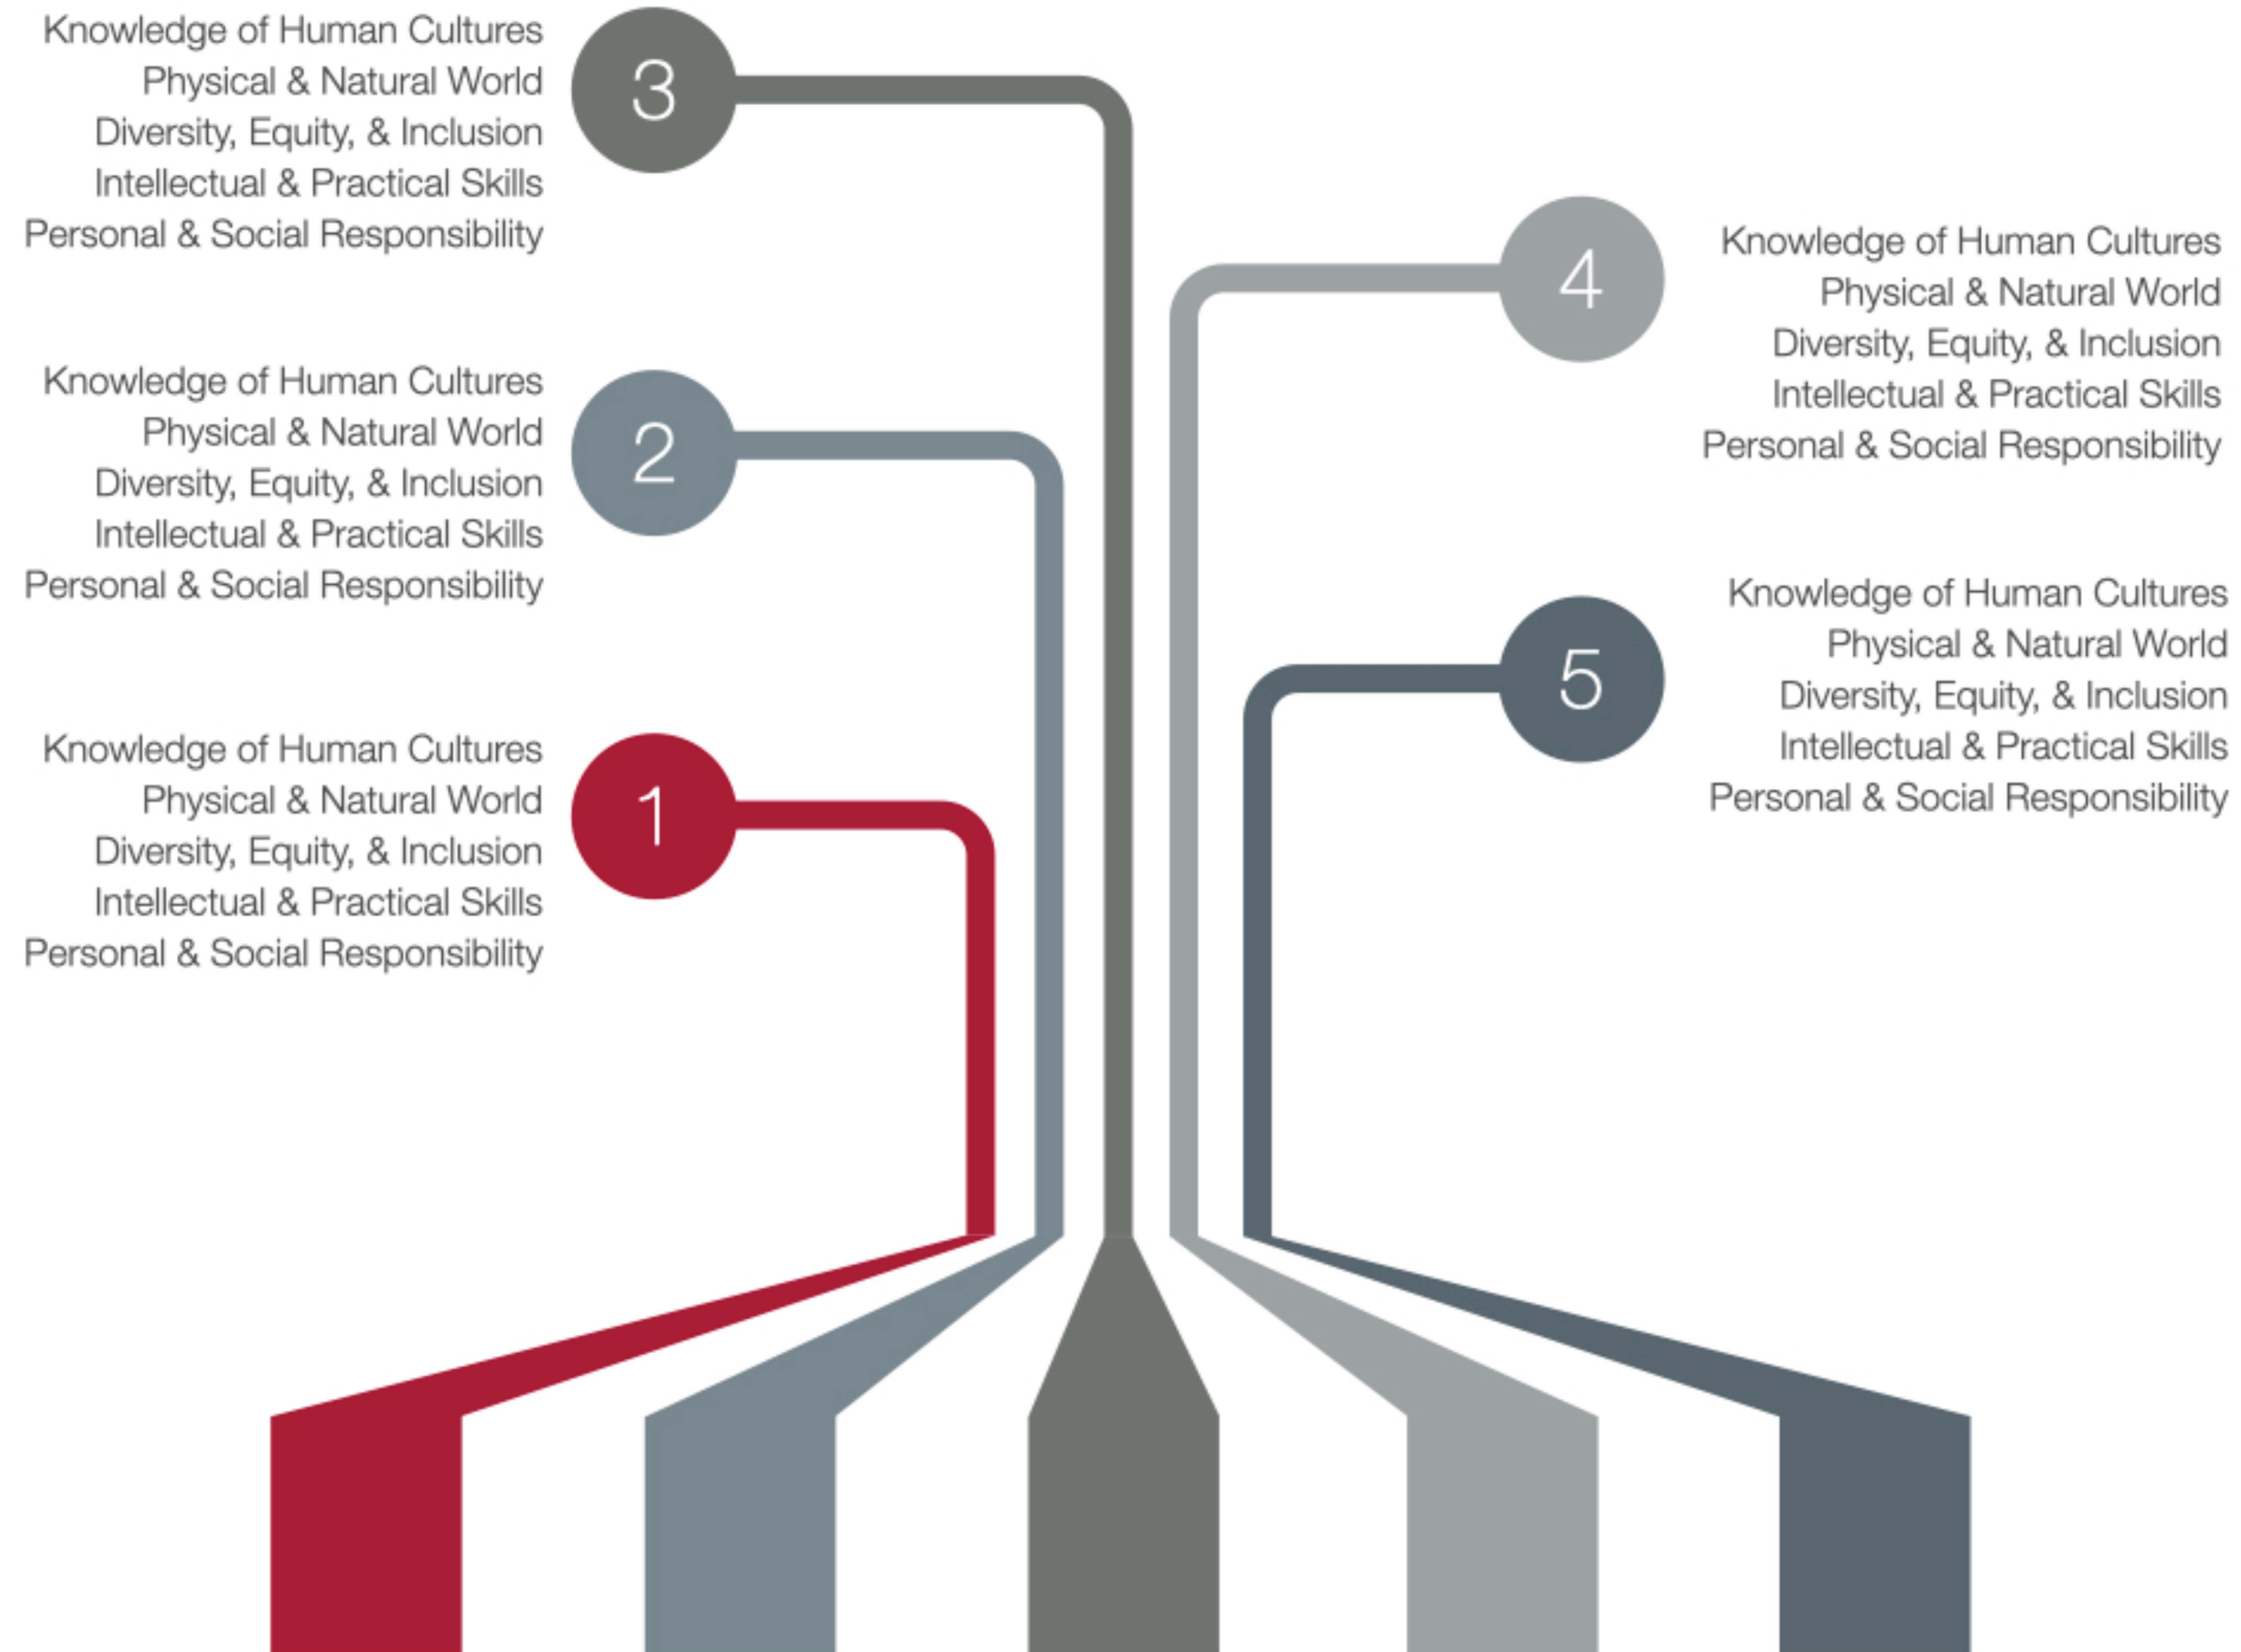 Knowledge of Human Cultures
Physical & Natural World
Diversity, Equity, & Inclusion
Intellectual & Practical Skills
Personal & Social Responsibility
3
4
Knowledge of Human Cultures
Physical & Natural World
Diversity, Equity, & Inclusion
Intellectual & Practical Skills
Personal & Social Responsibility
Knowledge of Human Cultures
Physical & Natural World
Diversity, Equity, & Inclusion
Intellectual & Practical Skills
Personal & Social Responsibility
2
5
Knowledge of Human Cultures
Physical & Natural World
Diversity, Equity, & Inclusion
Intellectual & Practical Skills
Personal & Social Responsibility
Knowledge of Human Cultures
Physical & Natural World
Diversity, Equity, & Inclusion
Intellectual & Practical Skills
Personal & Social Responsibility
1